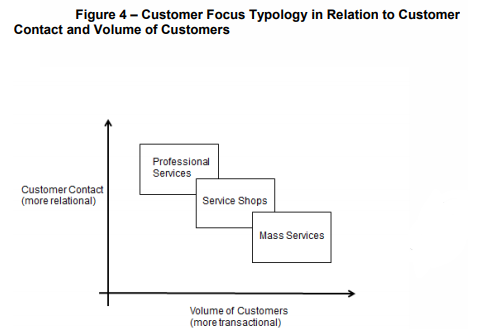 Figure 4 – Customer Focus Typology in Relation to Customer
Contact and Volume of Customers
Professional
Services
Customer Contact
(more relational)
Service Shops
Mass Services
Volume of Customers
(more transactional)